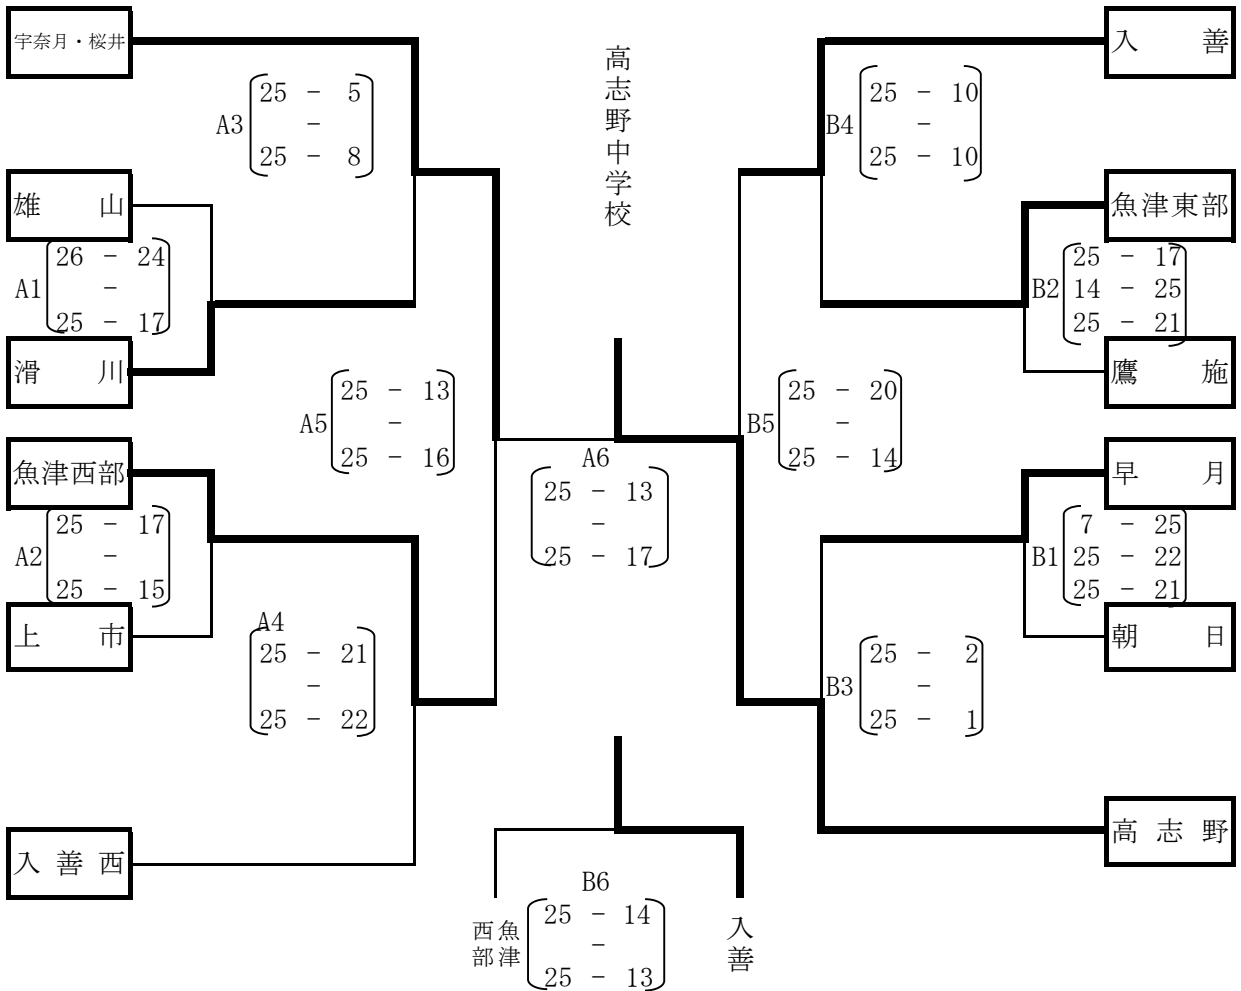 宇奈月・桜井
A3
25 - 5
-
25 - 8
雄 山
A1
26 - 24
-
25 - 17
滑 川
A5
25 - 13
-
25 - 16
魚津西部
A2
25 - 17
-
25 - 15
上 市
A4
25 - 21
-
25 - 22
入善西
高志野中学校
A6
25 - 13
-
25 - 17
入 善
B4
25 - 10
-
25 - 10
魚津東部
B2
25 - 17
14 - 25
25 - 21
鷹 施
B5
25 - 20
-
25 - 14
早 月
B1
7 - 25
25 - 22
25 - 21
朝 日
B3
25 - 2
-
25 - 1
高志野
B6
25 - 14
-
25 - 13
魚津
西部
入善